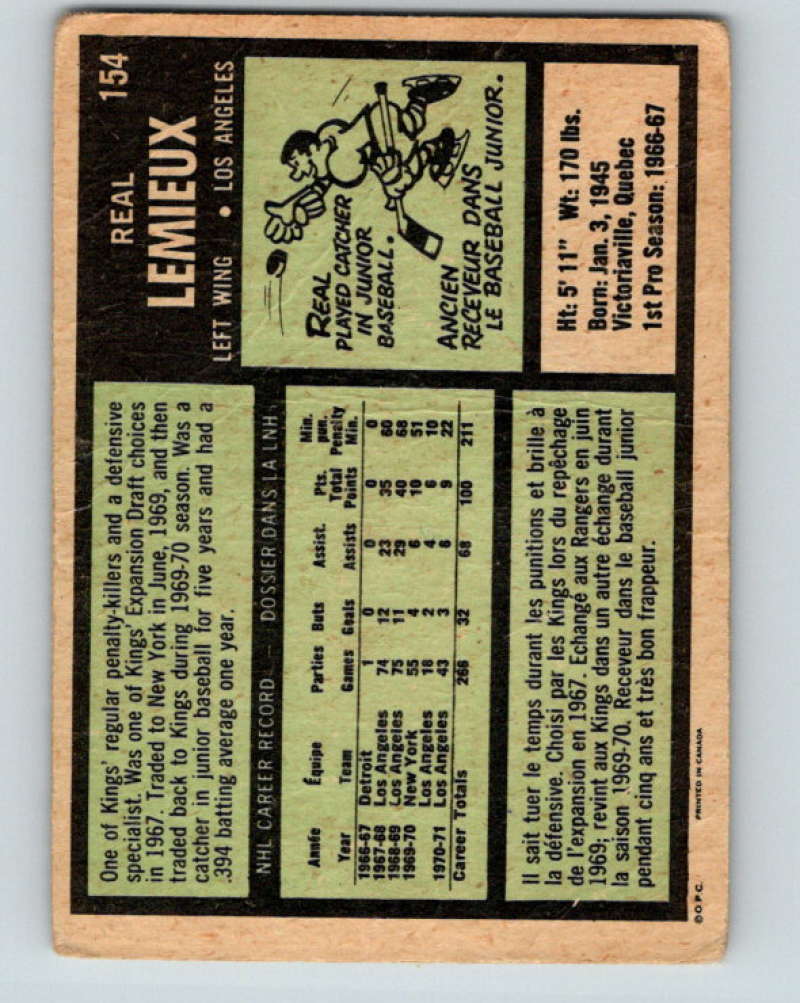 154
REAL
LEMIEUX
LEFT WING • LOS ANGELES
One of Kings' regular penalty-killers and a defensive
specialist. Was one of Kings' Expansion Draft choices
in 1967. Traded to New York in June, 1969, and then
traded back to Kings during 1969-70 season. Was a
catcher in junior baseball for five years and had a
.394 batting average one year.
REAL
PLAYED CATCHER
IN JUNIOR
BASEBALL.
ANCIEN
RECEVEUR DANS
LE BASEBALL JUNIOR.
NHL CAREER RECORD — DOSSIER DANS LA LNH
Année Équipe Parties Buts Assist. Pts. Total Min. pun.
Year Team Games Goals Assists Points Penalty Min.
1966-67 Detroit 1 0 0 0 0
1967-68 Los Angeles 74 12 23 35 60
1968-69 Los Angeles 75 11 29 40 68
1969-70 New York 55 4 6 10 51
Los Angeles 18 2 4 6 10
1970-71 Los Angeles 43 3 6 9 22
Career Totals 266 32 68 100 211
Ht: 5' 11" Wt: 170 lbs.
Born: Jan. 3, 1945
Victoriaville, Quebec
1st Pro Season: 1966-67
Il sait tuer le temps durant les punitions et brille à
la défensive. Choisi par les Kings lors du repêchage
de l'expansion en 1967. Echangé aux Rangers en juin
1969; revint aux Kings dans un autre échange durant
la saison 1969-70. Receveur dans le baseball junior
pendant cinq ans et très bon frappeur.
©O.P.C. PRINTED IN CANADA